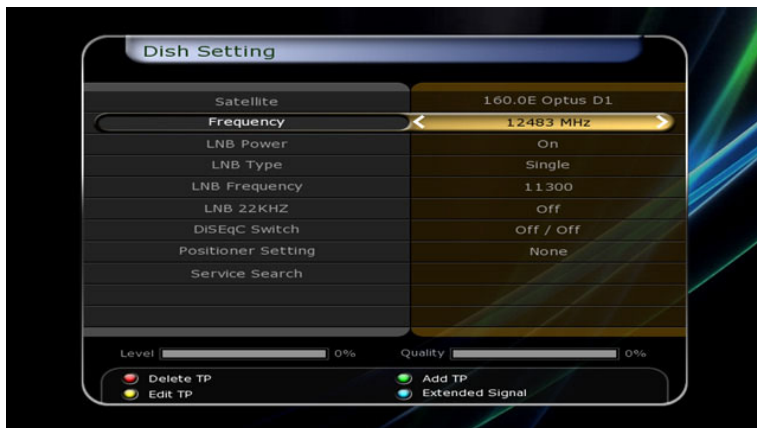 Dish Setting
Satellite 160.0E Optus D1
Frequency < 12483 MHz >
LNB Power On
LNB Type Single
LNB Frequency 11300
LNB 22KHZ Off
DiSEqC Switch Off / Off
Positioner Setting None
Service Search
Level 0% Quality 0%
Delete TP Add TP
Edit TP Extended Signal